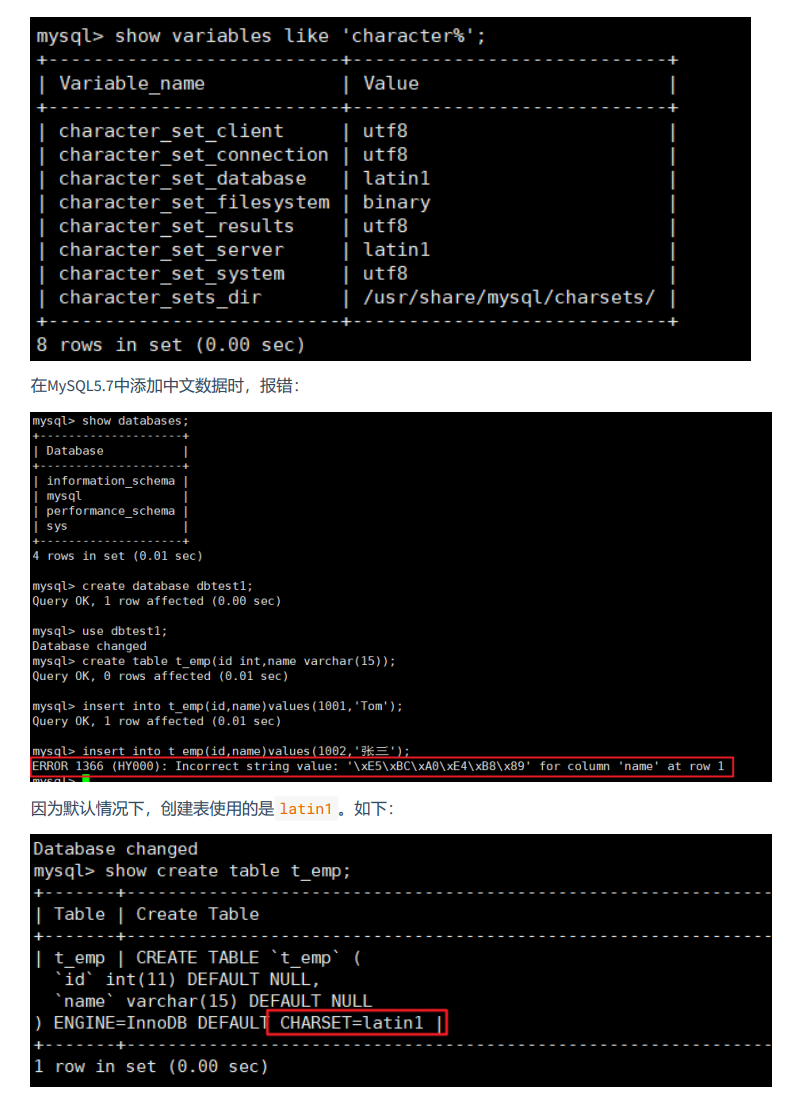 mysql> show variables like 'character%';
+--------------------------+----------------------------+
| Variable_name            | Value                      |
+--------------------------+----------------------------+
| character_set_client     | utf8                       |
| character_set_connection | utf8                       |
| character_set_database   | latin1                     |
| character_set_filesystem | binary                     |
| character_set_results    | utf8                       |
| character_set_server     | latin1                     |
| character_set_system     | utf8                       |
| character_sets_dir       | /usr/share/mysql/charsets/ |
+--------------------------+----------------------------+
8 rows in set (0.00 sec)
在MySQL5.7中添加中文数据时，报错：
mysql> show databases;
+--------------------+
| Database           |
+--------------------+
| information_schema |
| mysql              |
| performance_schema |
| sys                |
+--------------------+
4 rows in set (0.01 sec)
mysql> create database dbtest1;
Query OK, 1 row affected (0.00 sec)
mysql> use dbtest1;
Database changed
mysql> create table t_emp(id int,name varchar(15));
Query OK, 0 rows affected (0.01 sec)
mysql> insert into t_emp(id,name)values(1001,'Tom');
Query OK, 1 row affected (0.01 sec)
mysql> insert into t_emp(id,name)values(1002,'张三');
ERROR 1366 (HY000): Incorrect string value: '\xE5\xBC\xA0\xE4\xB8\x89' for column 'name' at row 1
mysql>
因为默认情况下，创建表使用的是 latin1 。如下：
Database changed
mysql> show create table t_emp;
+-------+------------------------------------------------------------
| Table | Create Table
+-------+------------------------------------------------------------
| t_emp | CREATE TABLE `t_emp` (
  `id` int(11) DEFAULT NULL,
  `name` varchar(15) DEFAULT NULL
) ENGINE=InnoDB DEFAULT CHARSET=latin1 |
+-------+------------------------------------------------------------
1 row in set (0.00 sec)